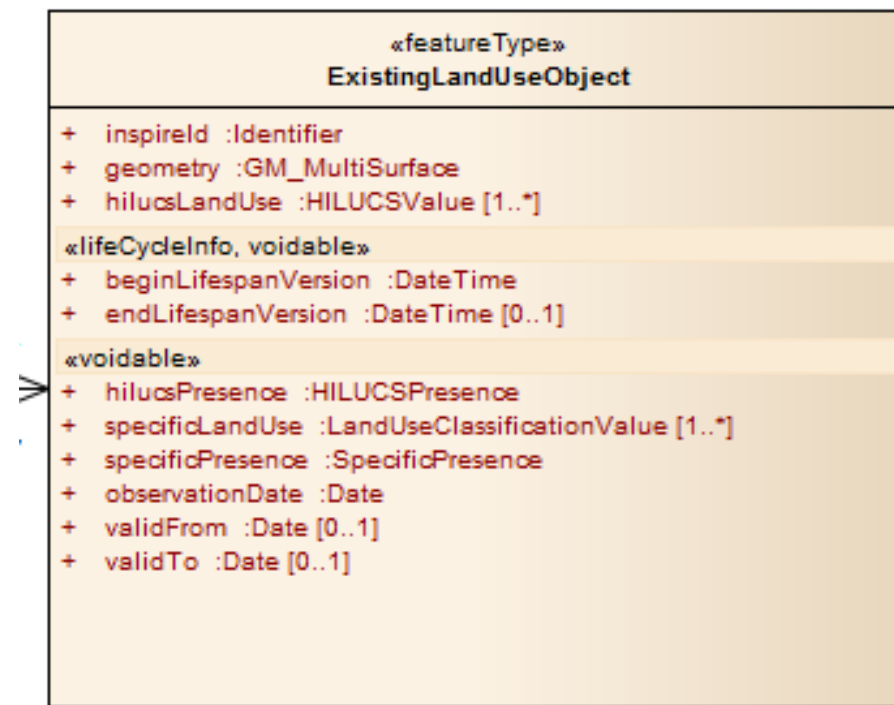 «featureType»
ExistingLandUseObject
+ inspireId :Identifier
+ geometry :GM_MultiSurface
+ hilucsLandUse :HILUCSValue [1..*]
«lifeCycleInfo, voidable»
+ beginLifespanVersion :DateTime
+ endLifespanVersion :DateTime [0..1]
«voidable»
+ hilucsPresence :HILUCSPresence
+ specificLandUse :LandUseClassificationValue [1..*]
+ specificPresence :SpecificPresence
+ observationDate :Date
+ validFrom :Date [0..1]
+ validTo :Date [0..1]